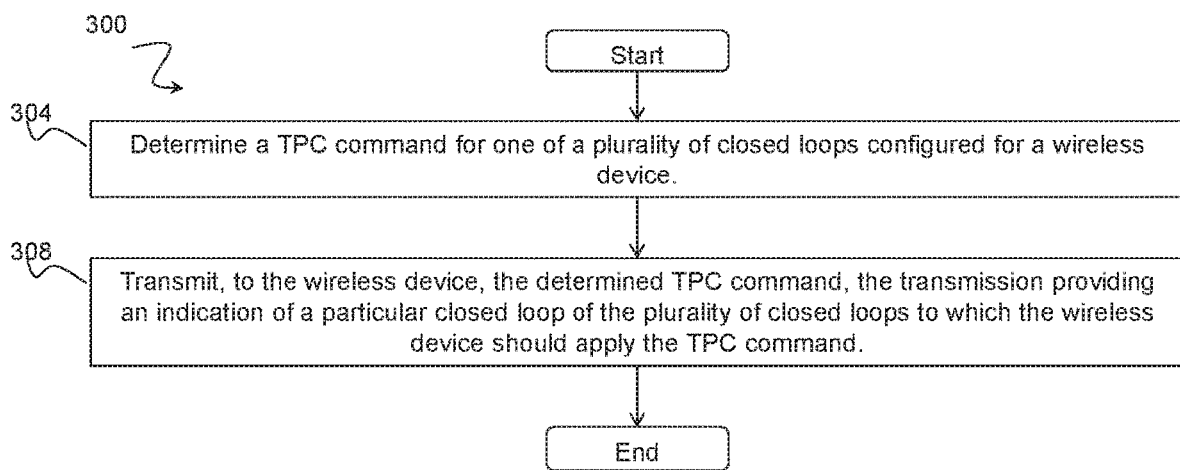 300
Start
304
Determine a TPC command for one of a plurality of closed loops configured for a wireless
device.
308
Transmit, to the wireless device, the determined TPC command, the transmission providing
an indication of a particular closed loop of the plurality of closed loops to which the wireless
device should apply the TPC command.
End